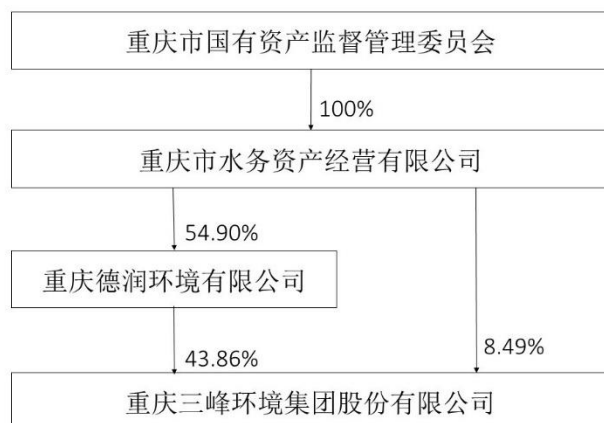 重庆市国有资产监督管理委员会
100%
重庆市水务资产经营有限公司
54.90%
重庆德润环境有限公司
43.86%
8.49%
重庆三峰环境集团股份有限公司